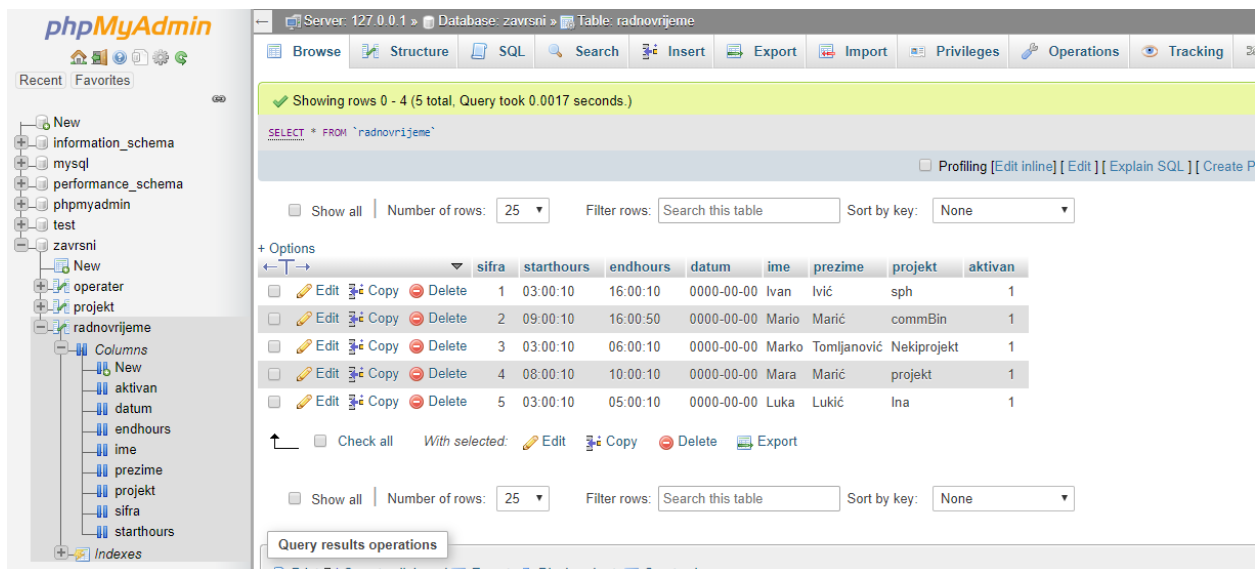 phpMyAdmin
Recent Favorites
New
information_schema
mysql
performance_schema
phpmyadmin
test
zavrsni
New
operater
projekt
radnovrijeme
Columns
New
aktivan
datum
endhours
ime
prezime
projekt
sifra
starthours
Indexes
Server: 127.0.0.1 » Database: zavrsni » Table: radnovrijeme
Browse Structure SQL Search Insert Export Import Privileges Operations Tracking
Showing rows 0 - 4 (5 total, Query took 0.0017 seconds.)
SELECT * FROM `radnovrijeme`
Profiling [Edit inline] [ Edit ] [ Explain SQL ] [ Create P
Show all | Number of rows: 25 Filter rows: Search this table Sort by key: None
+ Options
←T→ sifra starthours endhours datum ime prezime projekt aktivan
Edit Copy Delete 1 03:00:10 16:00:10 0000-00-00 Ivan Ivić sph 1
Edit Copy Delete 2 09:00:10 16:00:50 0000-00-00 Mario Marić commBin 1
Edit Copy Delete 3 03:00:10 06:00:10 0000-00-00 Marko Tomljanović Nekiprojekt 1
Edit Copy Delete 4 08:00:10 10:00:10 0000-00-00 Mara Marić projekt 1
Edit Copy Delete 5 03:00:10 05:00:10 0000-00-00 Luka Lukić Ina 1
Check all With selected: Edit Copy Delete Export
Show all | Number of rows: 25 Filter rows: Search this table Sort by key: None
Query results operations